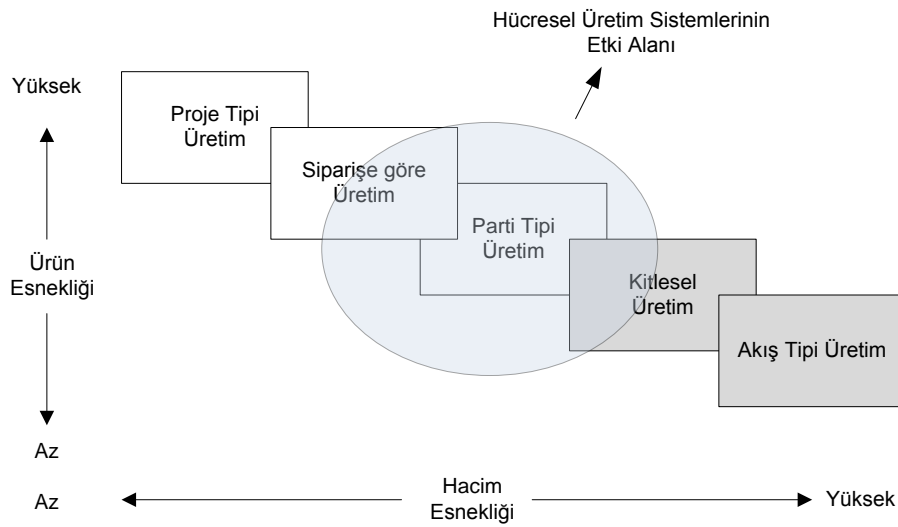 Hücresel Üretim Sistemlerinin
Etki Alanı
Yüksek
Proje Tipi
Üretim
Siparişe göre
Üretim
Parti Tipi
Üretim
Ürün
Esnekliği
Kitlesel
Üretim
Akış Tipi Üretim
Az
Az
Hacim
Esnekliği
Yüksek